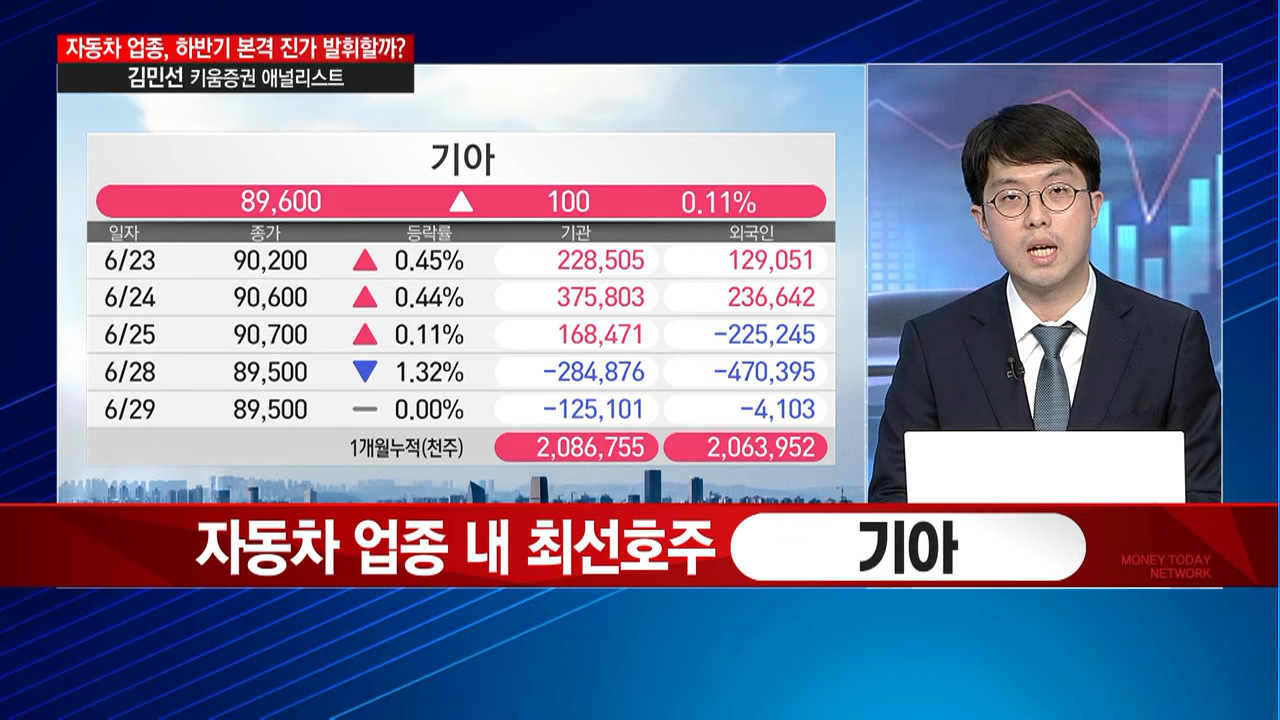 자동차 업종, 하반기 본격 진가 발휘할까?
김민선 키움증권 애널리스트
기아
89,600 ▲ 100 0.11%
일자 종가 등락률 기관 외국인
6/23 90,200 ▲ 0.45% 228,505 129,051
6/24 90,600 ▲ 0.44% 375,803 236,642
6/25 90,700 ▲ 0.11% 168,471 -225,245
6/28 89,500 ▼ 1.32% -284,876 -470,395
6/29 89,500 — 0.00% -125,101 -4,103
1개월누적(천주) 2,086,755 2,063,952
자동차 업종 내 최선호주 기아
MONEY TODAY
NETWORK